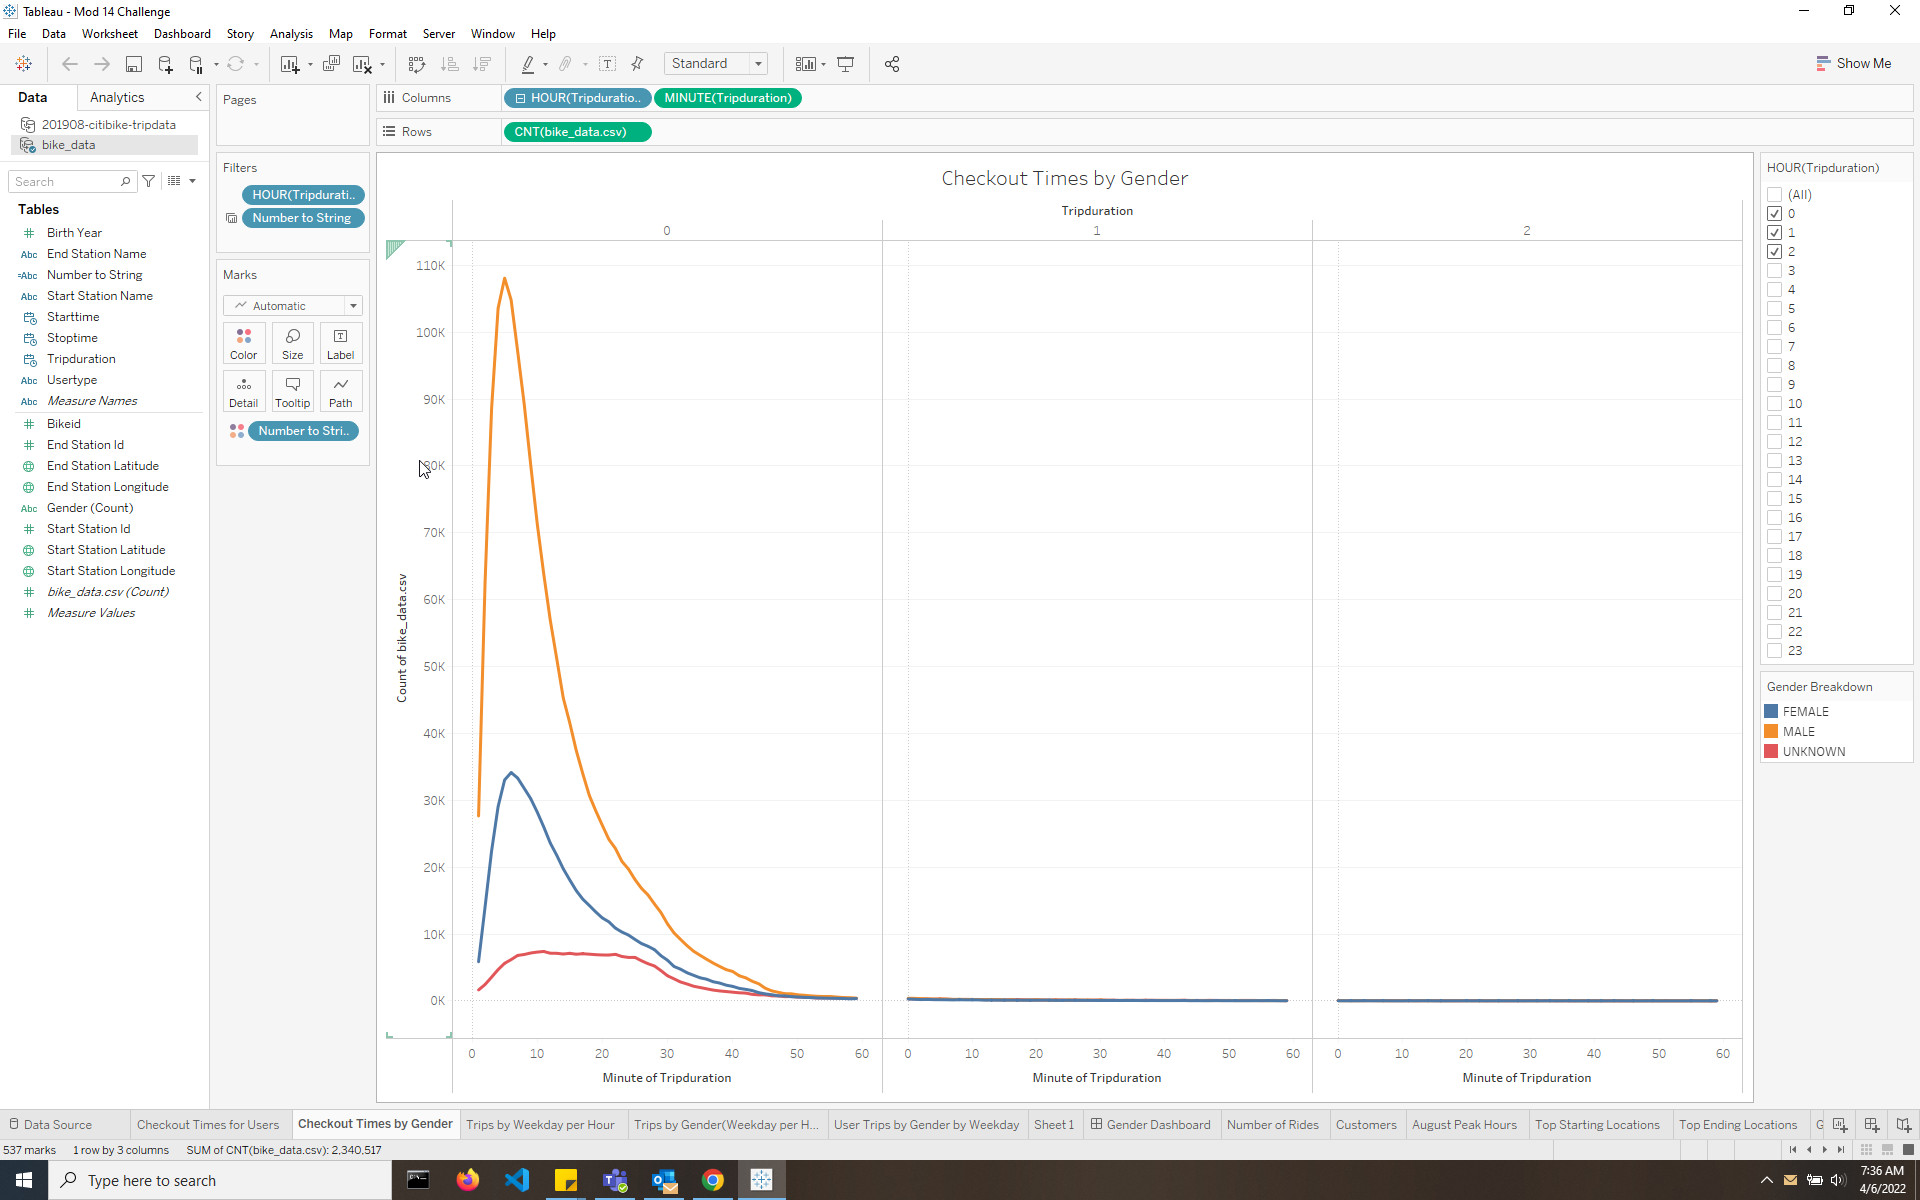 Tableau - Mod 14 Challenge
File Data Worksheet Dashboard Story Analysis Map Format Server Window Help
Standard
Show Me
Data Analytics
201908-citibike-tripdata
bike_data
Search
Tables
Birth Year
Abc End Station Name
=Abc Number to String
Abc Start Station Name
Starttime
Stoptime
Tripduration
Abc Usertype
Abc Measure Names
Bikeid
End Station Id
End Station Latitude
End Station Longitude
Abc Gender (Count)
Start Station Id
Start Station Latitude
Start Station Longitude
bike_data.csv (Count)
Measure Values
Pages
Filters
HOUR(Tripdurati..
Number to String
Marks
Automatic
Color Size Label
Detail Tooltip Path
Number to Stri..
Columns HOUR(Tripduratio.. MINUTE(Tripduration)
Rows CNT(bike_data.csv)
Checkout Times by Gender
Tripduration
0 1 2
110K
100K
90K
80K
70K
60K
50K
40K
30K
20K
10K
0K
Count of bike_data.csv
0 10 20 30 40 50 60 0 10 20 30 40 50 60 0 10 20 30 40 50 60
Minute of Tripduration Minute of Tripduration Minute of Tripduration
HOUR(Tripduration)
(All)
0
1
2
3
4
5
6
7
8
9
10
11
12
13
14
15
16
17
18
19
20
21
22
23
Gender Breakdown
FEMALE
MALE
UNKNOWN
Data Source Checkout Times for Users Checkout Times by Gender Trips by Weekday per Hour Trips by Gender(Weekday per H... User Trips by Gender by Weekday Sheet 1 Gender Dashboard Number of Rides Customers August Peak Hours Top Starting Locations Top Ending Locations
537 marks 1 row by 3 columns SUM of CNT(bike_data.csv): 2,340,517
Type here to search
7:36 AM
4/6/2022